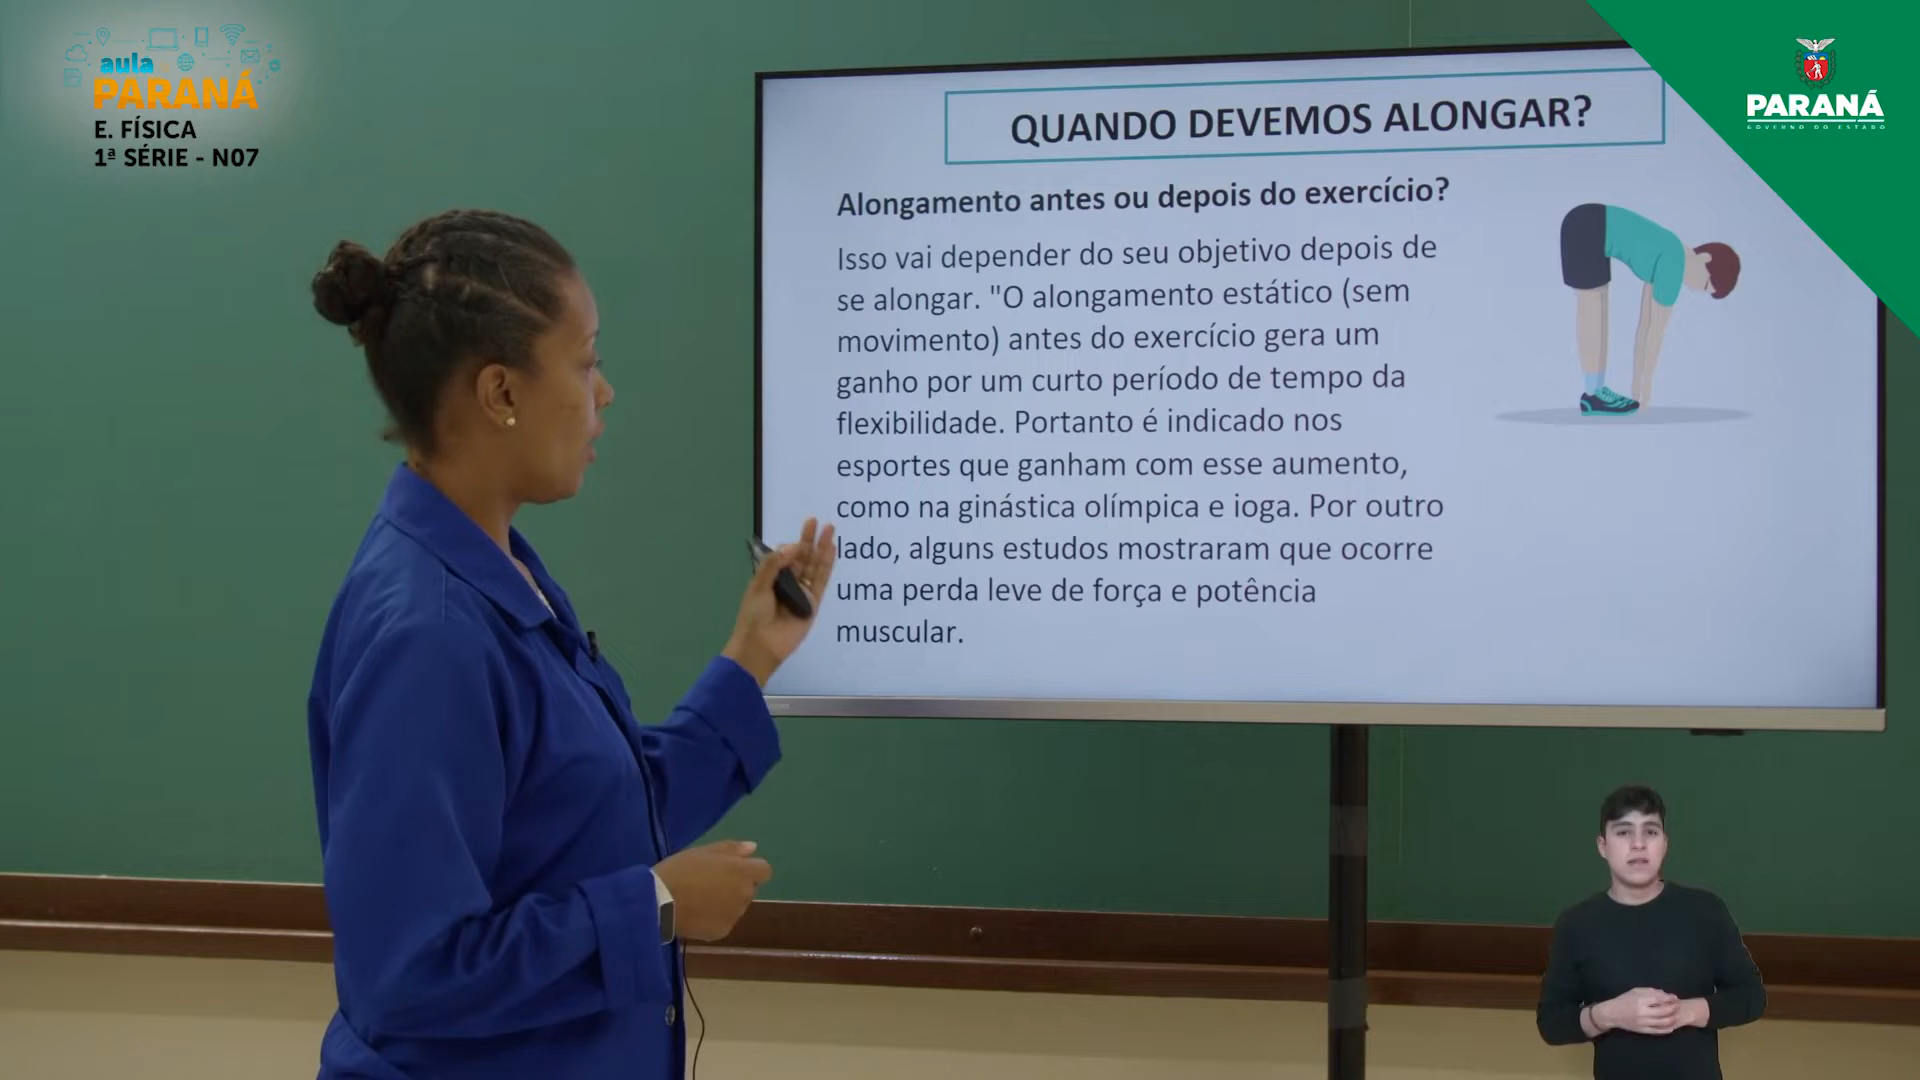 aula
PARANÁ
E. FÍSICA
1ª SÉRIE - N07
PARANÁ
GOVERNO DO ESTADO
QUANDO DEVEMOS ALONGAR?
Alongamento antes ou depois do exercício?
Isso vai depender do seu objetivo depois de
se alongar. "O alongamento estático (sem
movimento) antes do exercício gera um
ganho por um curto período de tempo da
flexibilidade. Portanto é indicado nos
esportes que ganham com esse aumento,
como na ginástica olímpica e ioga. Por outro
lado, alguns estudos mostraram que ocorre
uma perda leve de força e potência
muscular.